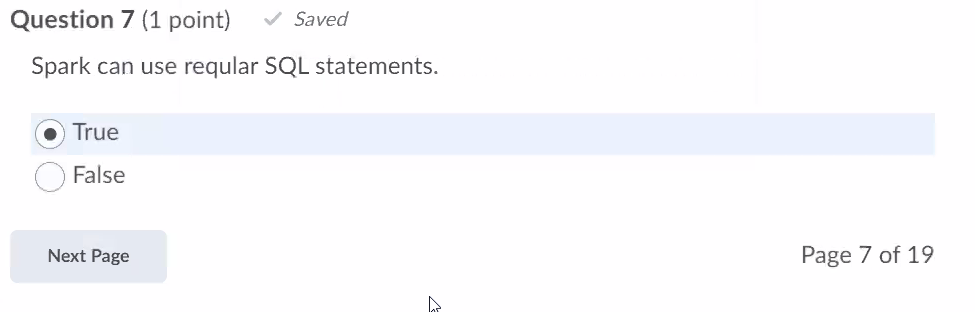 Question 7 (1 point) Saved
Spark can use reqular SQL statements.
True
False
Next Page Page 7 of 19